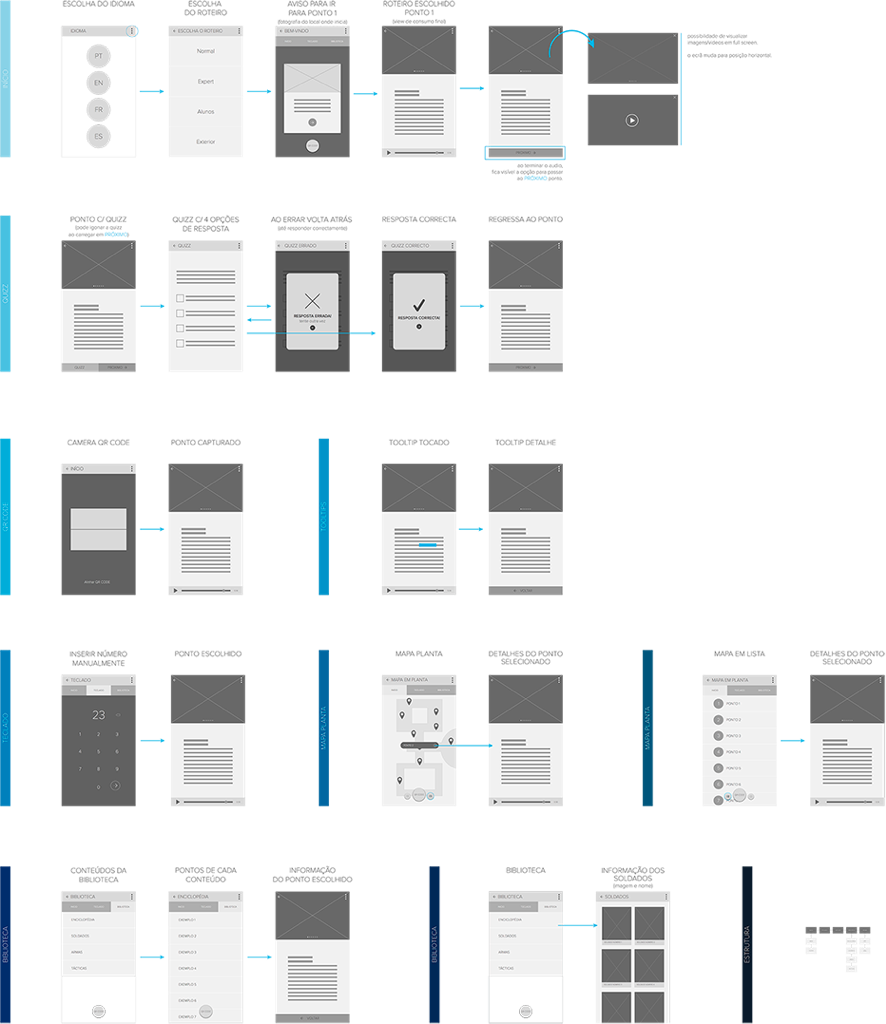 ESCOLHA DO IDIOMA
ESCOLHA
DO ROTEIRO
AVISO PARA IR
PARA PONTO 1
(fotografia do local onde inicia)
ROTEIRO ESCOLHIDO
PONTO 1
(view de consumo final)
INÍCIO
IDIOMA
PT
EN
FR
ES
ESCOLHA O ROTEIRO
Normal
Expert
Alunos
Exterior
BEM VINDO
PRÓXIMO
possibilidade de visualizar
imagens/videos em full screen.
o ecrã muda para posição horizontal.
ao terminar o audio,
fica visível a opção para passar
ao PRÓXIMO ponto.
QUIZZ
PONTO C/ QUIZZ
(pode ignorar o quizz
ao carregar em PRÓXIMO)
QUIZZ
PRÓXIMO
QUIZZ C/ 4 OPÇÕES
DE RESPOSTA
QUIZZ
AO ERRAR VOLTA ATRÁS
(até responder correctamente)
QUIZZ ERRADO
RESPOSTA ERRADA!
RESPOSTA CORRECTA
QUIZZ CORRECTO
RESPOSTA CORRECTA!
REGRESSA AO PONTO
PRÓXIMO
QR CODE
CAMERA QR CODE
INÍCIO
PONTO CAPTURADO
TOOLTIPS
TOOLTIP TOCADO
TOOLTIP DETALHE
TECLADO
INSERIR NÚMERO
MANUALMENTE
TECLADO
23
1 2 3
4 5 6
7 8 9
0
PONTO ESCOLHIDO
MAPA PLANTA
MAPA PLANTA
MAPA EM PLANTA
DETALHES DO PONTO
SELECIONADO
MAPA PLANTA
MAPA EM LISTA
MAPA EM PLANTA
1 PONTO 1
2 PONTO 2
3 PONTO 3
4 PONTO 4
5 PONTO 5
6 PONTO 6
7
DETALHES DO PONTO
SELECIONADO
BIBLIOTECA
CONTEÚDOS DA
BIBLIOTECA
BIBLIOTECA
ENCICLOPÉDIA
SOLDADOS
ARMAS
TÁCTICAS
PONTOS DE CADA
CONTEÚDO
ENCICLOPÉDIA
EXEMPLO 1
EXEMPLO 2
EXEMPLO 3
EXEMPLO 4
EXEMPLO 5
EXEMPLO 6
EXEMPLO 7
INFORMAÇÃO
DO PONTO ESCOLHIDO
BIBLIOTECA
BIBLIOTECA
BIBLIOTECA
ENCICLOPÉDIA
SOLDADOS
ARMAS
TÁCTICAS
INFORMAÇÃO DOS
SOLDADOS
(imagem e nome)
SOLDADOS
ESTRUTURA